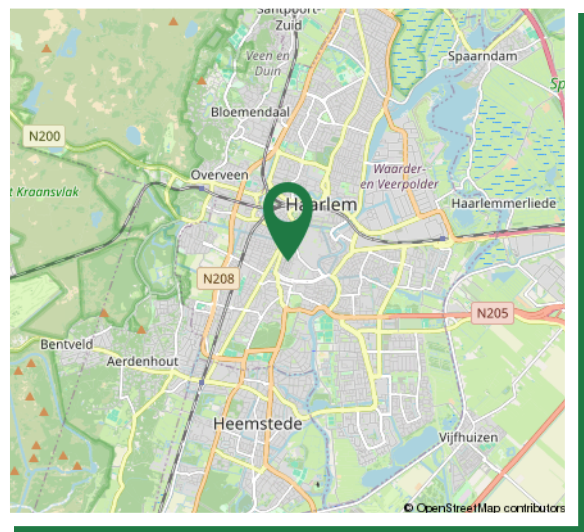 Santpoort-
Zuid
Veen en
Duin
Spaarndam
Bloemendaal
N200
Overveen
Waarder-
en Veerpolder
t Kraansvlak
Haarlem
Haarlemmerliede
N208
N205
Bentveld
Aerdenhout
Heemstede
Vijfhuizen
© OpenStreetMap contributors